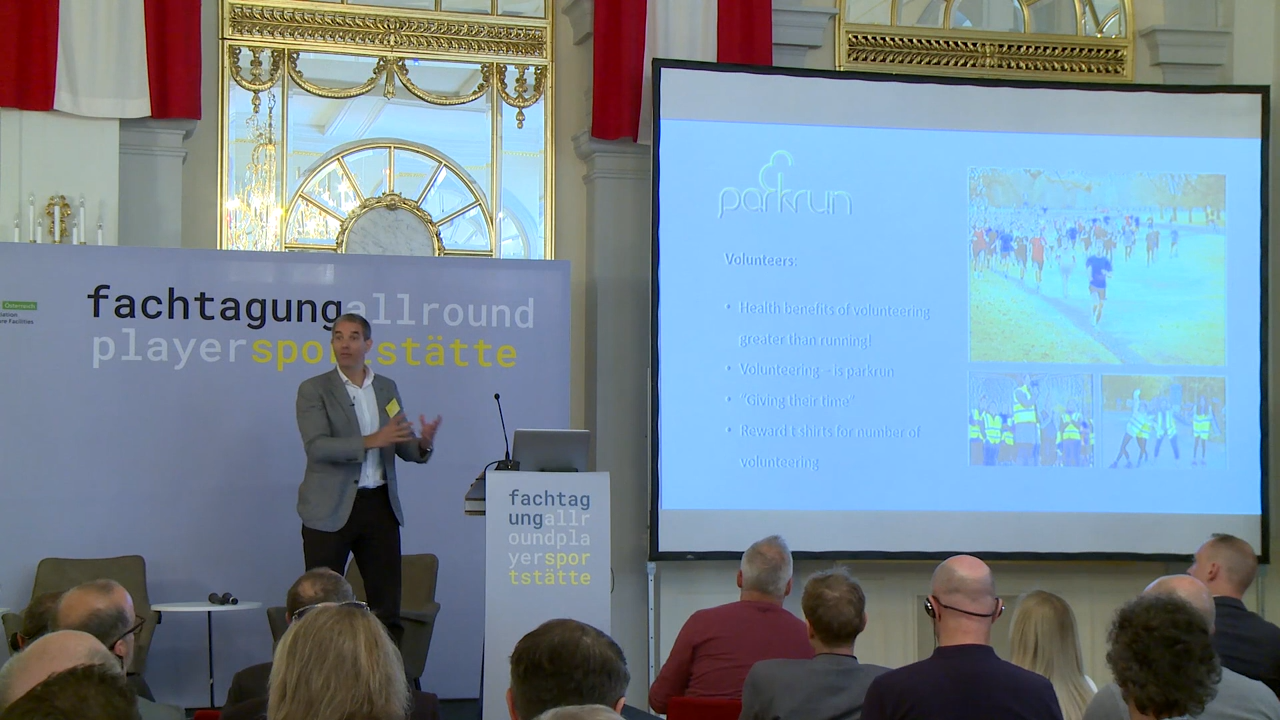 Österreich
fachtagungallround
playersportstätte
fachtag
ungallr
oundpla
yerspor
tstätte
parkrun
Volunteers:
• Health benefits of volunteering
greater than running!
• Volunteering - is parkrun
• "Giving their time"
• Reward t shirts for number of
volunteering